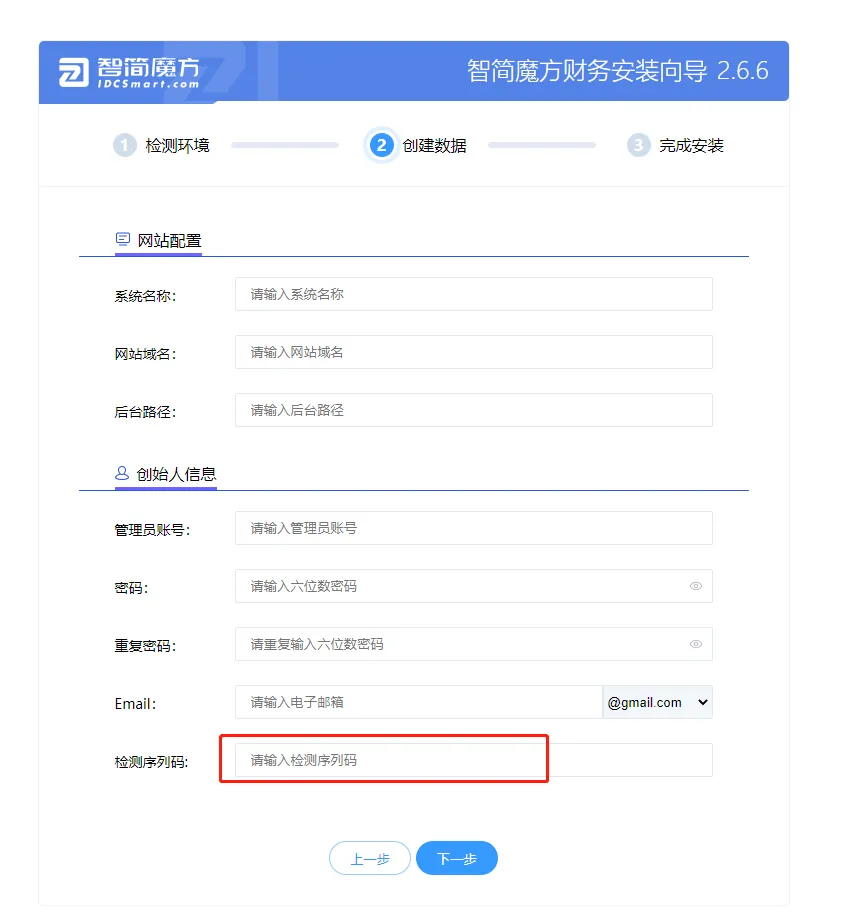 智简魔方
IDCSmart.com
智简魔方财务安装向导 2.6.6
1 检测环境
2 创建数据
3 完成安装
网站配置
系统名称: 请输入系统名称
网站域名: 请输入网站域名
后台路径: 请输入后台路径
创始人信息
管理员账号: 请输入管理员账号
密码: 请输入六位数密码
重复密码: 请重复输入六位数密码
Email: 请输入电子邮箱 @gmail.com
检测序列码: 请输入检测序列码
上一步 下一步